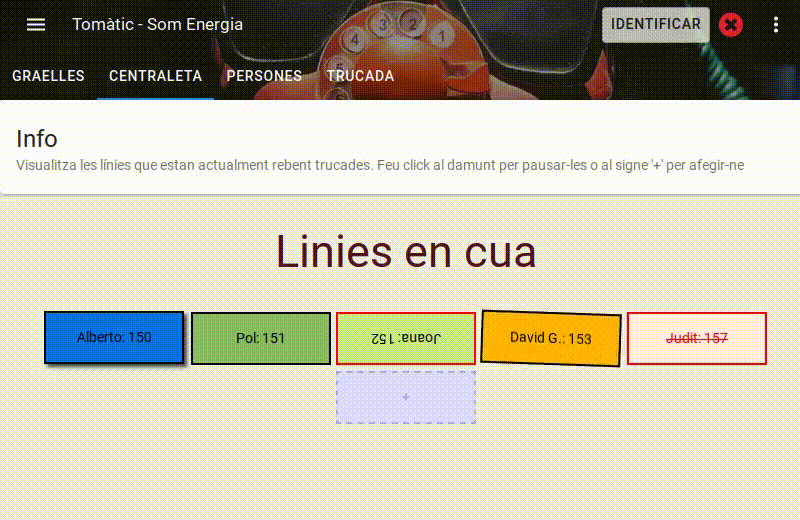 Tomàtic - Som Energia
IDENTIFICAR
GRAELLES CENTRALETA PERSONES TRUCADA
Info
Visualitza les línies que estan actualment rebent trucades. Feu click al damunt per pausar-les o al signe '+' per afegir-ne
Linies en cua
Alberto: 150
Pol: 151
Joana: 152
David G.: 153
Judit: 157
+